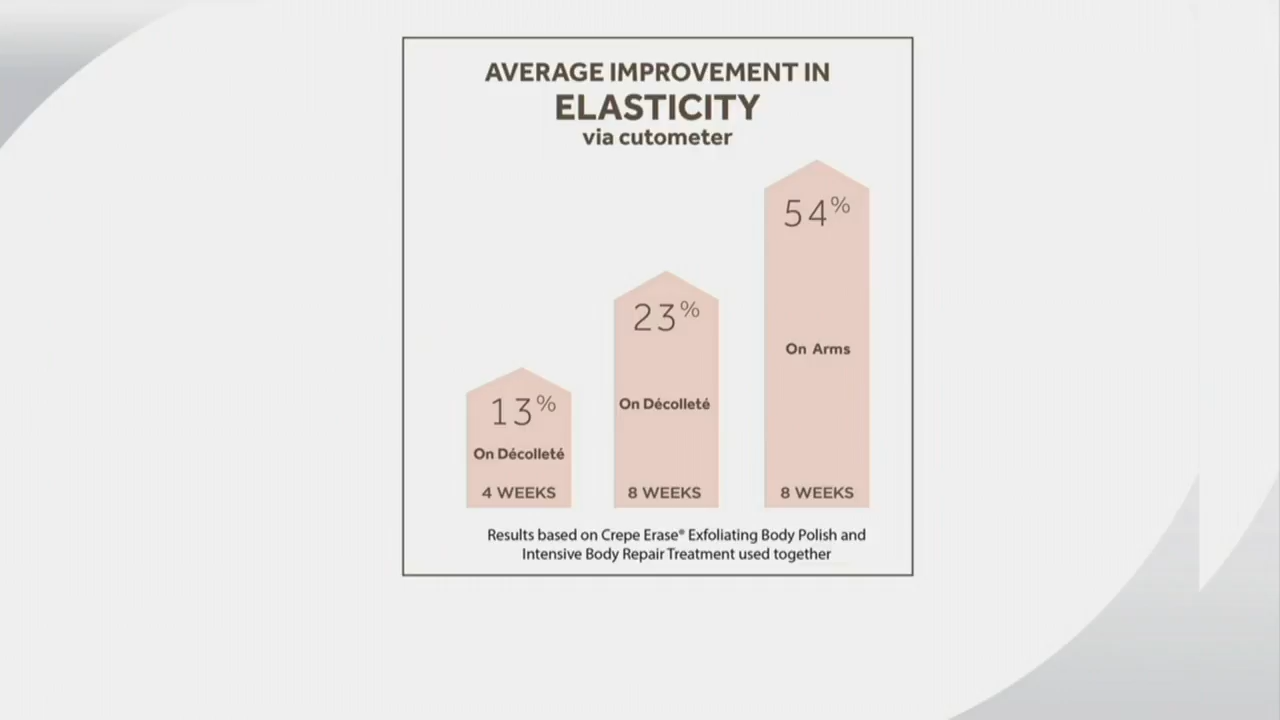 AVERAGE IMPROVEMENT IN
ELASTICITY
via cutometer
13%
On Décolleté
4 WEEKS
23%
On Décolleté
8 WEEKS
54%
On Arms
8 WEEKS
Results based on Crepe Erase® Exfoliating Body Polish and
Intensive Body Repair Treatment used together